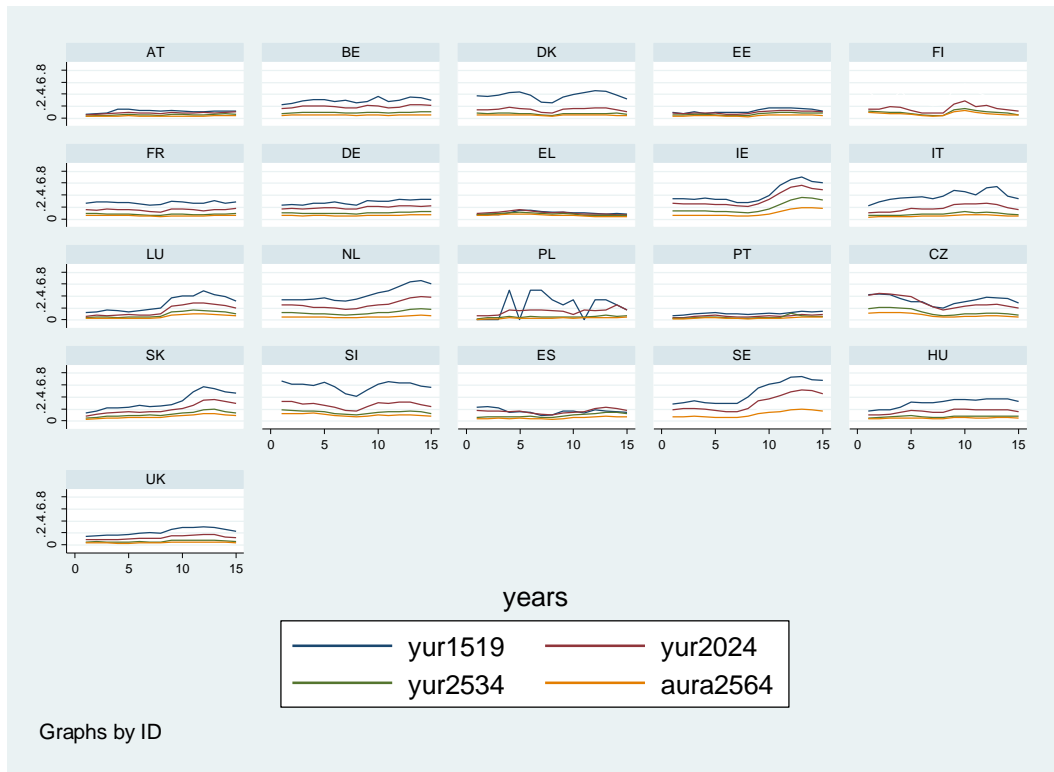 AT BE DK EE FI
0 .2 .4 .6 .8
FR DE EL IE IT
0 .2 .4 .6 .8
LU NL PL PT CZ
0 .2 .4 .6 .8
SK SI ES SE HU
0 .2 .4 .6 .8
0 5 10 15 0 5 10 15 0 5 10 15 0 5 10 15
UK
0 .2 .4 .6 .8
0 5 10 15
years
yur1519 yur2024
yur2534 aura2564
Graphs by ID